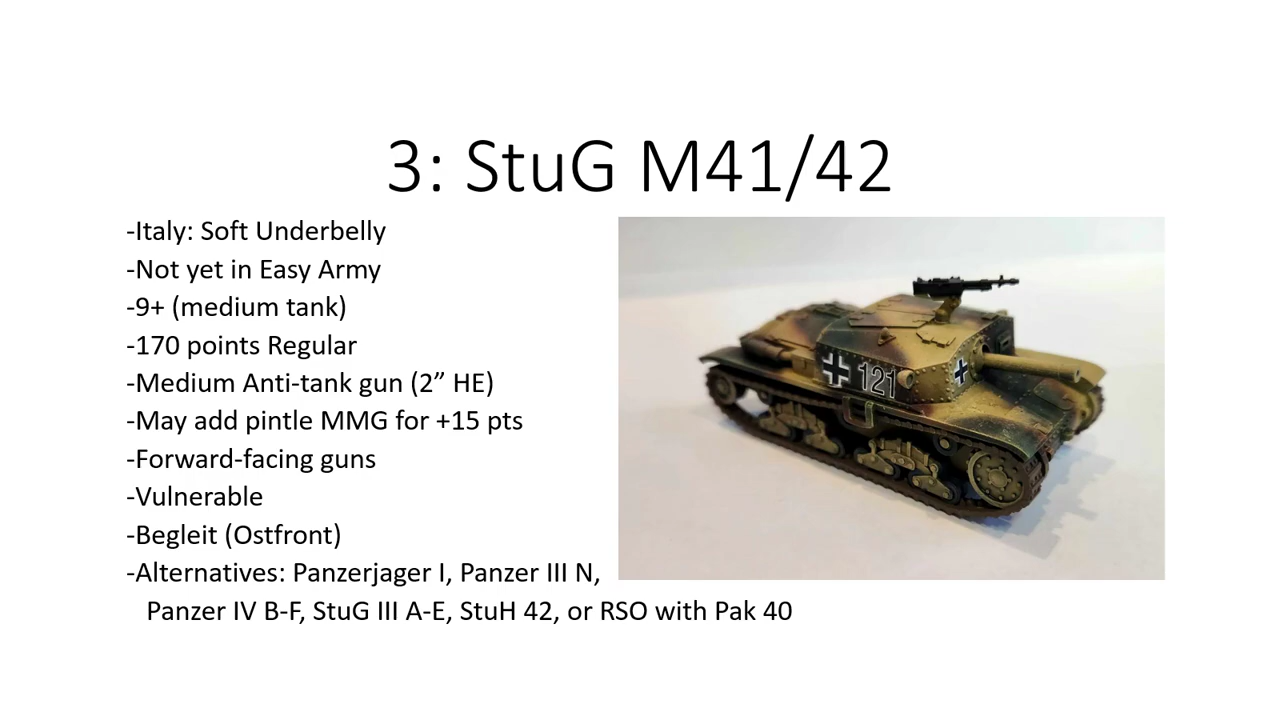 3: StuG M41/42
-Italy: Soft Underbelly
-Not yet in Easy Army
-9+ (medium tank)
-170 points Regular
-Medium Anti-tank gun (2” HE)
-May add pintle MMG for +15 pts
-Forward-facing guns
-Vulnerable
-Begleit (Ostfront)
-Alternatives: Panzerjager I, Panzer III N,
Panzer IV B-F, StuG III A-E, StuH 42, or RSO with Pak 40
121